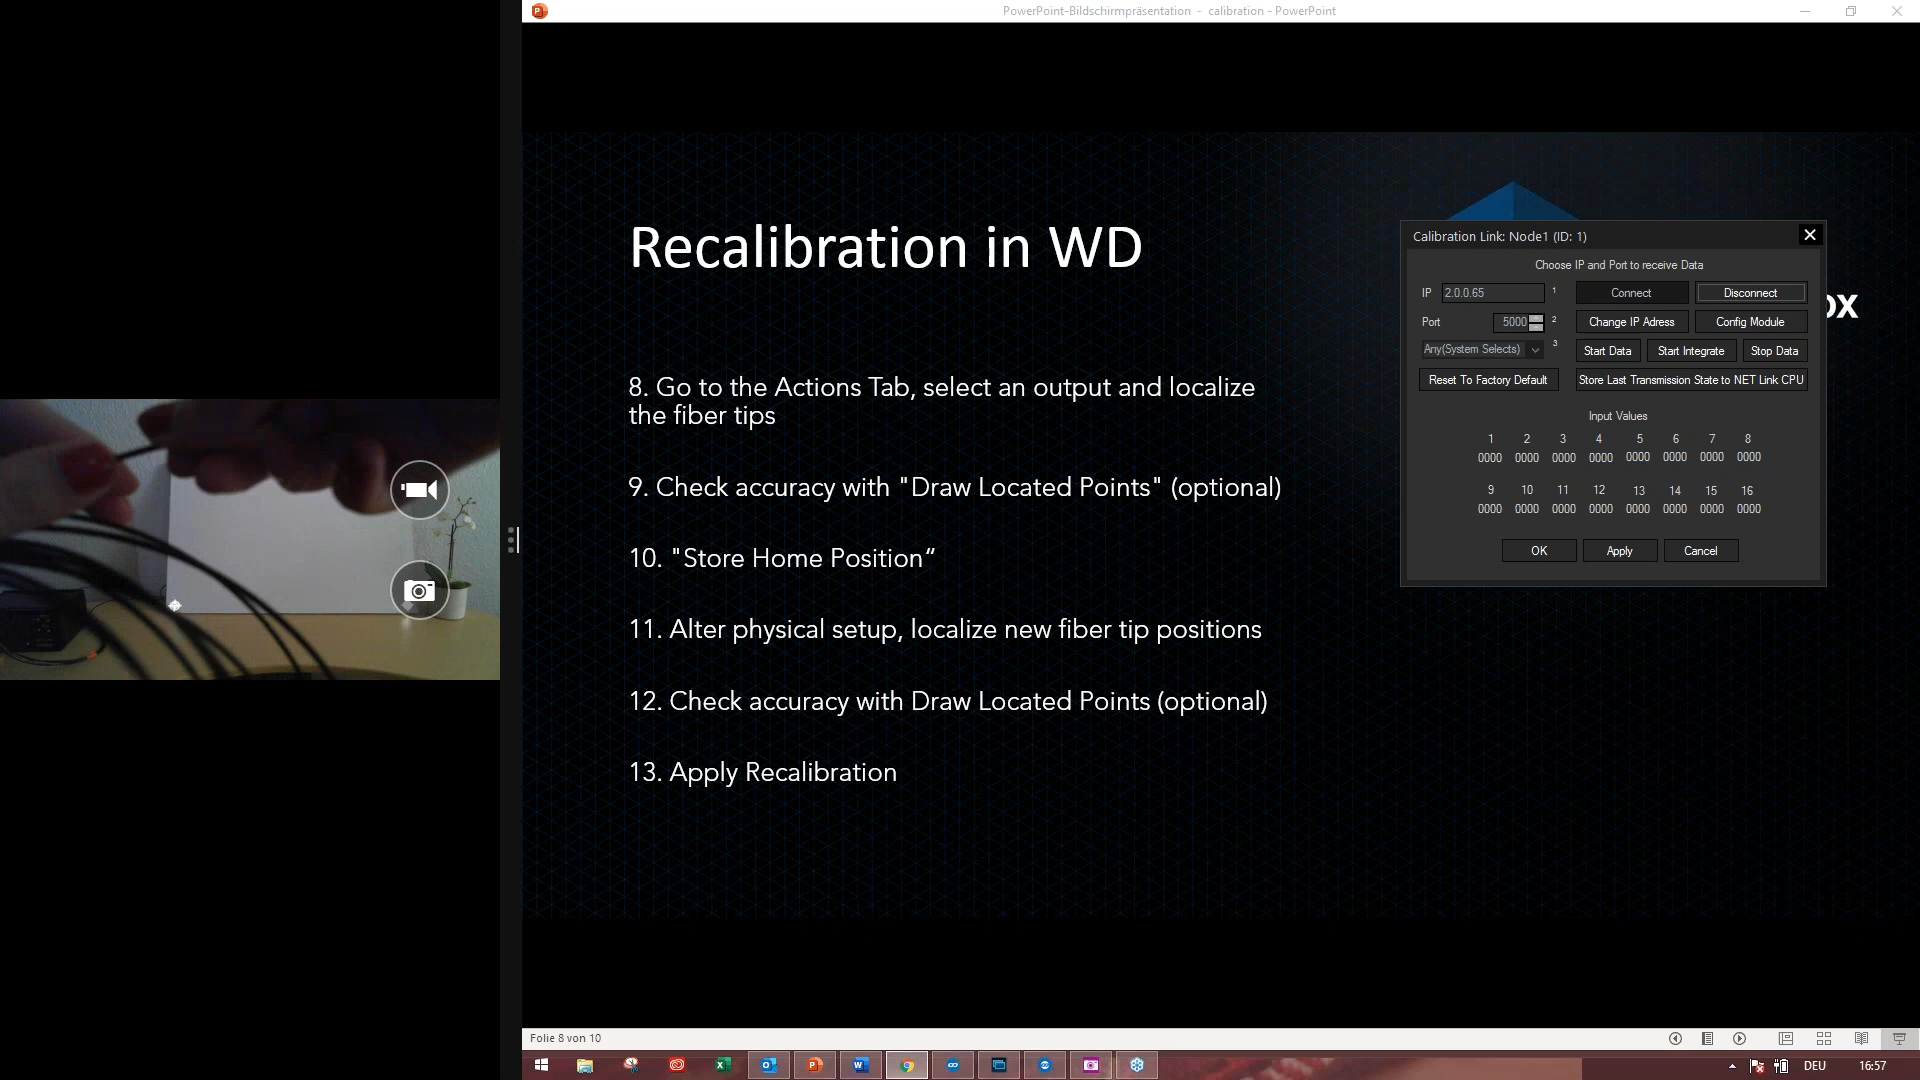 PowerPoint-Bildschirmpräsentation - calibration - PowerPoint
Recalibration in WD
8. Go to the Actions Tab, select an output and localize
the fiber tips
9. Check accuracy with "Draw Located Points" (optional)
10. "Store Home Position“
11. Alter physical setup, localize new fiber tip positions
12. Check accuracy with Draw Located Points (optional)
13. Apply Recalibration
ox
Calibration Link: Node1 (ID: 1)
Choose IP and Port to receive Data
IP 2.0.0.65 1 Connect Disconnect
Port 5000 2 Change IP Adress Config Module
Any(System Selects) 3 Start Data Start Integrate Stop Data
Reset To Factory Default Store Last Transmission State to NET Link CPU
Input Values
1 2 3 4 5 6 7 8
0000 0000 0000 0000 0000 0000 0000 0000
9 10 11 12 13 14 15 16
0000 0000 0000 0000 0000 0000 0000 0000
OK Apply Cancel
Folie 8 von 10
DEU 16:57